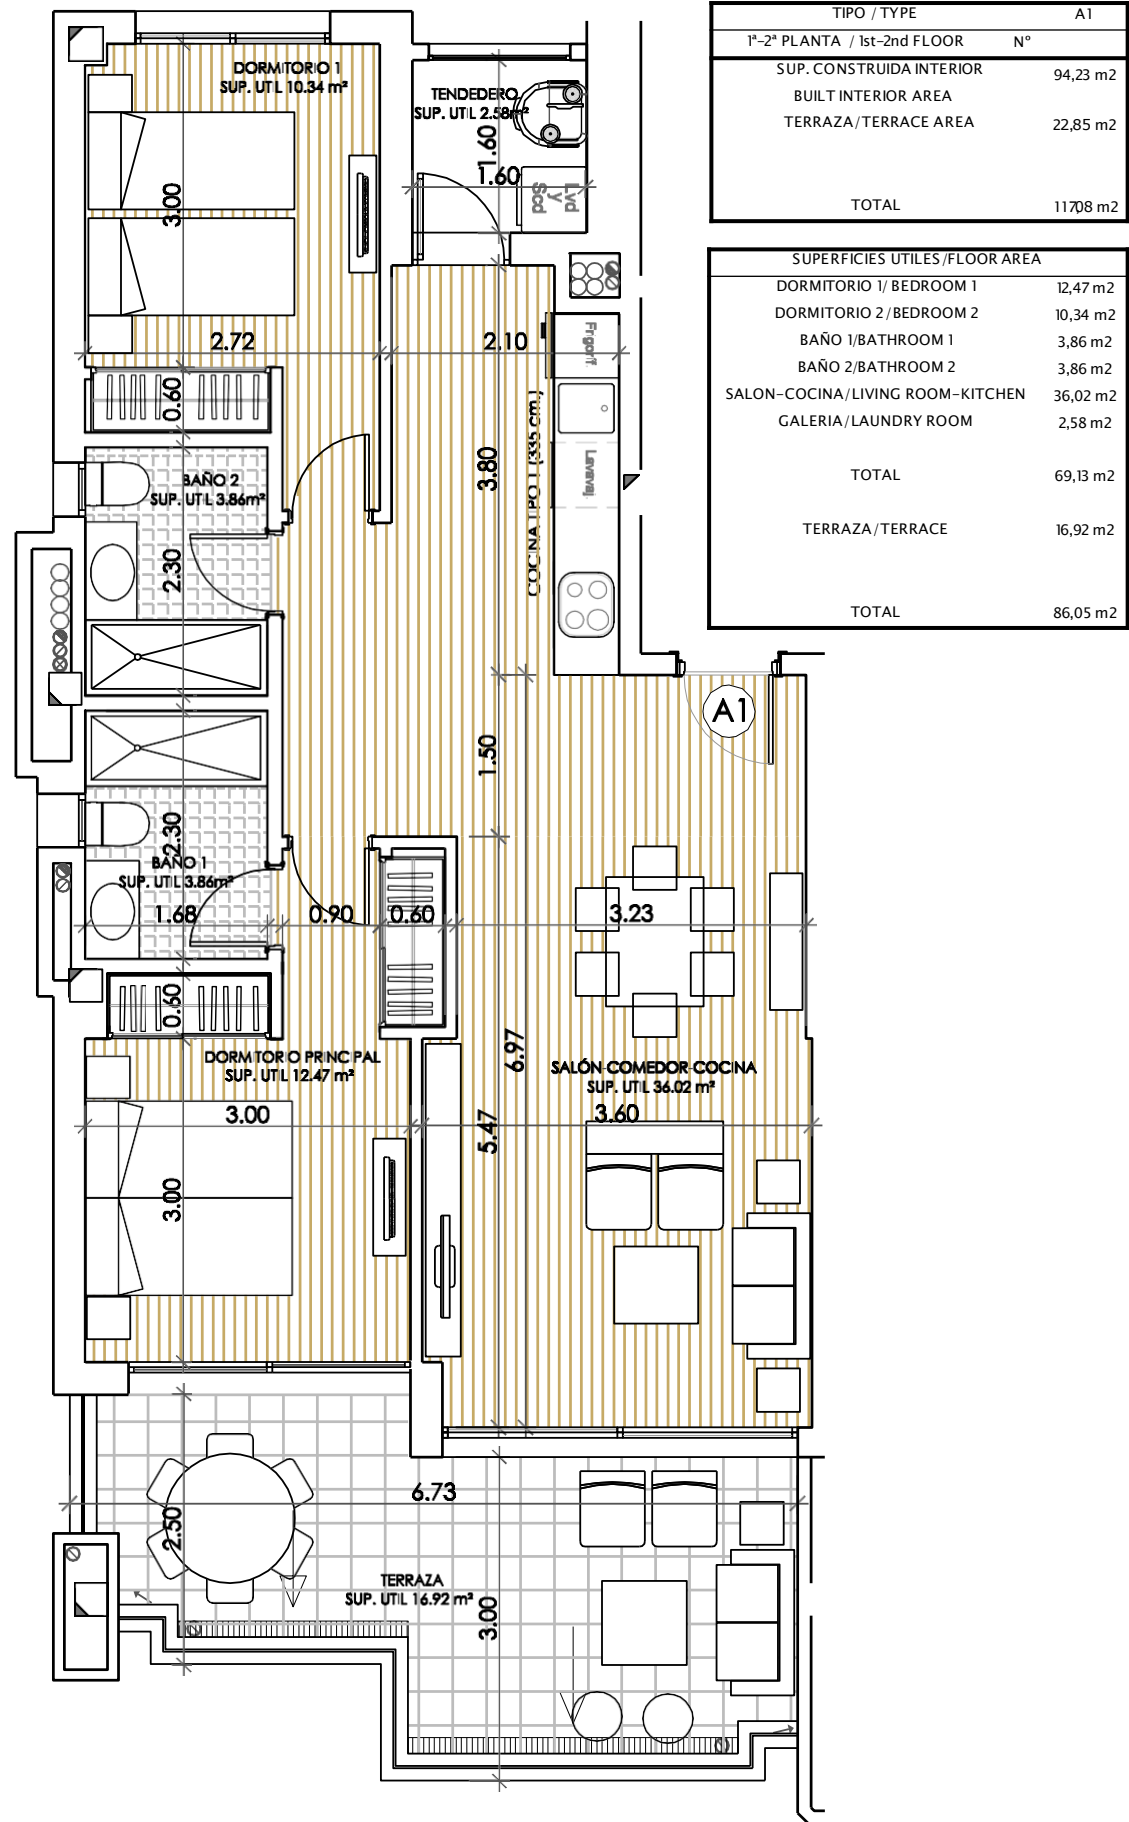 TIPO / TYPE A1
1ª-2ª PLANTA / 1st-2nd FLOOR Nº
SUP. CONSTRUIDA INTERIOR 94,23 m2
BUILT INTERIOR AREA
TERRAZA/TERRACE AREA 22,85 m2
TOTAL 117,08 m2
SUPERFICIES UTILES/FLOOR AREA
DORMITORIO 1/ BEDROOM 1 12,47 m2
DORMITORIO 2/BEDROOM 2 10,34 m2
BAÑO 1/BATHROOM 1 3,86 m2
BAÑO 2/BATHROOM 2 3,86 m2
SALON-COCINA/LIVING ROOM-KITCHEN 36,02 m2
GALERIA/LAUNDRY ROOM 2,58 m2
TOTAL 69,13 m2
TERRAZA/TERRACE 16,92 m2
TOTAL 86,05 m2
DORMITORIO 1
SUP. UTIL 10.34 m²
TENDEDERO
SUP. UTIL 2.58m²
1.60
1.60
Lvd
y
Scd
3.00
2.72
2.10
Frigorif.
0.60
COCINA TIPO 1 (335 cm.)
3.80
Lavavaj.
BAÑO 2
SUP. UTIL 3.86m²
2.30
A1
1.50
2.30
BAÑO 1
SUP. UTIL 3.86m²
1.68
0.90
0.60
3.23
0.60
DORMITORIO PRINCIPAL
SUP. UTIL 12.47 m²
3.00
6.97
SALÓN-COMEDOR-COCINA
SUP. UTIL 36.02 m²
3.60
5.47
3.00
6.73
2.50
TERRAZA
SUP. UTIL 16.92 m²
3.00